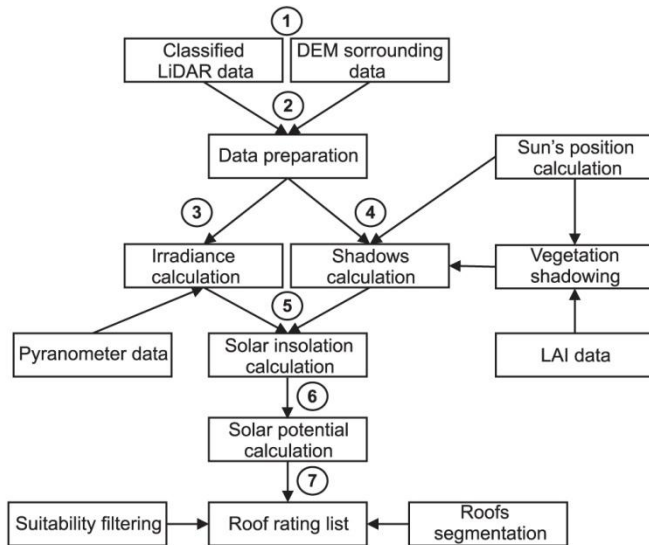 1
Classified
LiDAR data
DEM sorrounding
data
2
Data preparation
Sun's position
calculation
3
4
Irradiance
calculation
Shadows
calculation
Vegetation
shadowing
5
Pyranometer data
Solar insolation
calculation
LAI data
6
Solar potential
calculation
7
Suitability filtering
Roof rating list
Roofs
segmentation